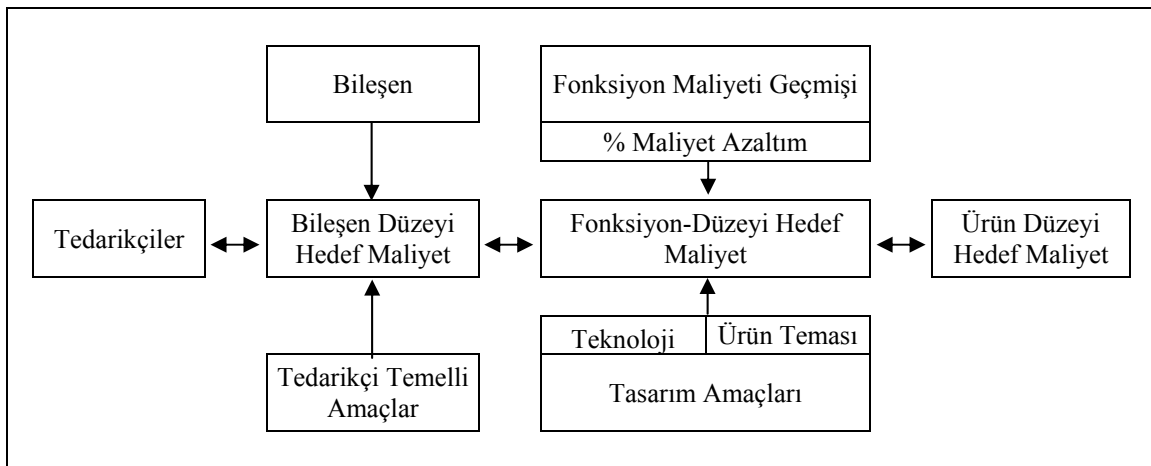 Bileşen
Fonksiyon Maliyeti Geçmişi
% Maliyet Azaltım
Tedarikçiler
Bileşen Düzeyi
Hedef Maliyet
Fonksiyon-Düzeyi Hedef
Maliyet
Ürün Düzeyi
Hedef Maliyet
Tedarikçi Temelli
Amaçlar
Teknoloji
Ürün Teması
Tasarım Amaçları